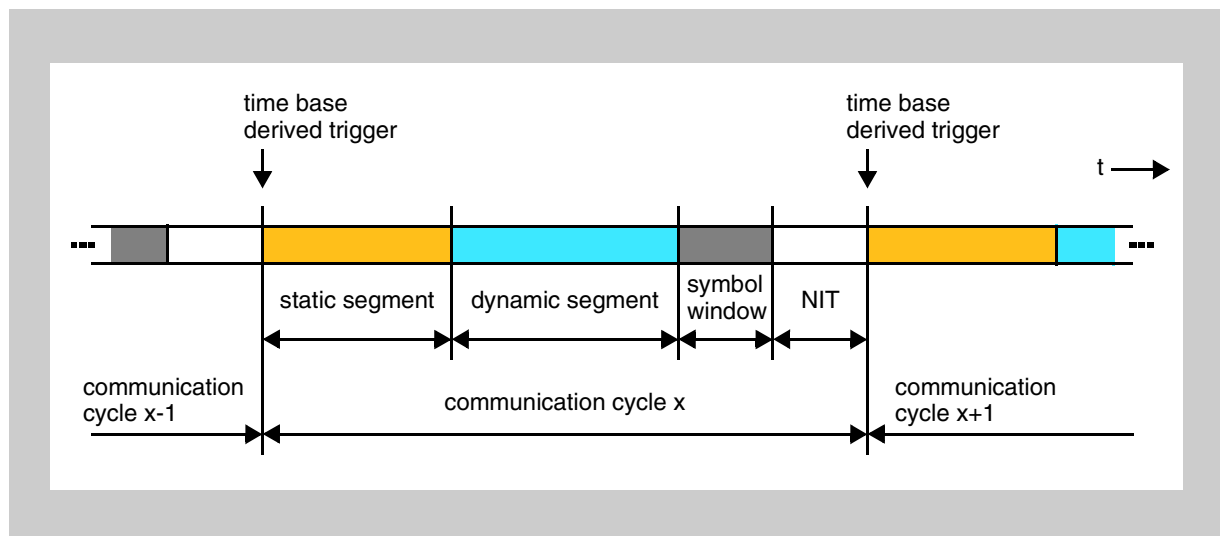 time base
derived trigger
time base
derived trigger
t
static segment
dynamic segment
symbol
window
NIT
communication
cycle x-1
communication cycle x
communication
cycle x+1